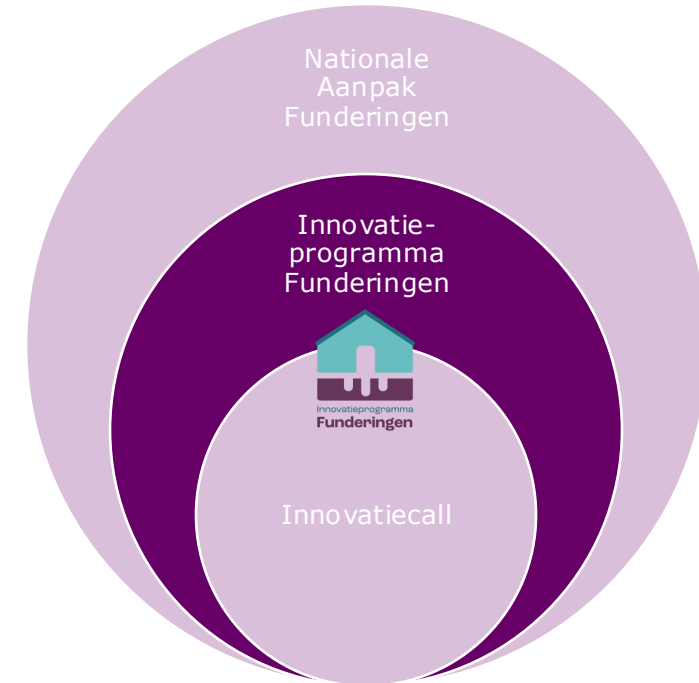 Nationale
Aanpak
Funderingen
Innovatie-
programma
Funderingen
Innovatieprogramma
Funderingen
Innovatiecall